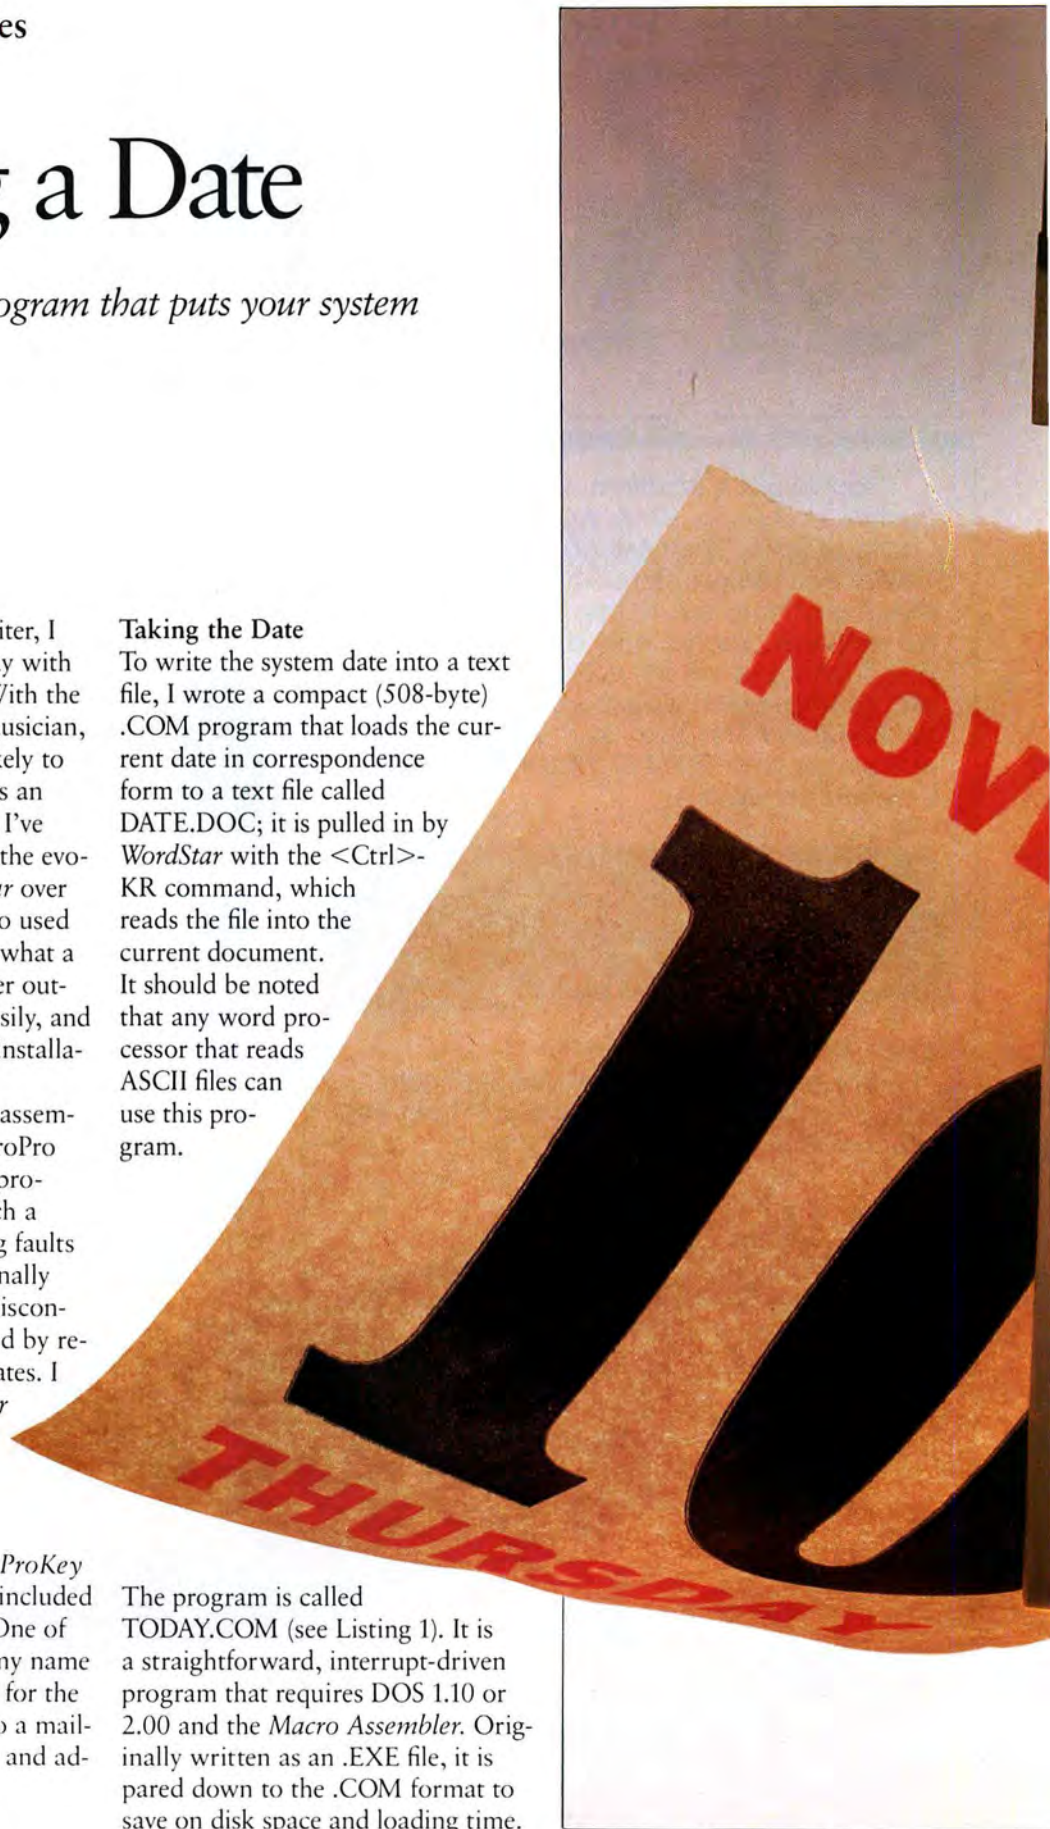 es
g a Date
ogram that puts your system
iter, I
y with
With the
usician,
ely to
s an
I've
the evo-
r over
o used
what a
er out-
sily, and
nstalla-
assem-
roPro
pro-
h a
g faults
nally
iscon-
d by re-
ates. I
r
ProKey
included
One of
ny name
for the
o a mail-
and ad-
Taking the Date
To write the system date into a text
file, I wrote a compact (508-byte)
.COM program that loads the cur-
rent date in correspondence
form to a text file called
DATE.DOC; it is pulled in by
WordStar with the <Ctrl>-
KR command, which
reads the file into the
current document.
It should be noted
that any word pro-
cessor that reads
ASCII files can
use this pro-
gram.
The program is called
TODAY.COM (see Listing 1). It is
a straightforward, interrupt-driven
program that requires DOS 1.10 or
2.00 and the Macro Assembler. Orig-
inally written as an .EXE file, it is
pared down to the .COM format to
save on disk space and loading time.
NOVE
10
THURSDAY